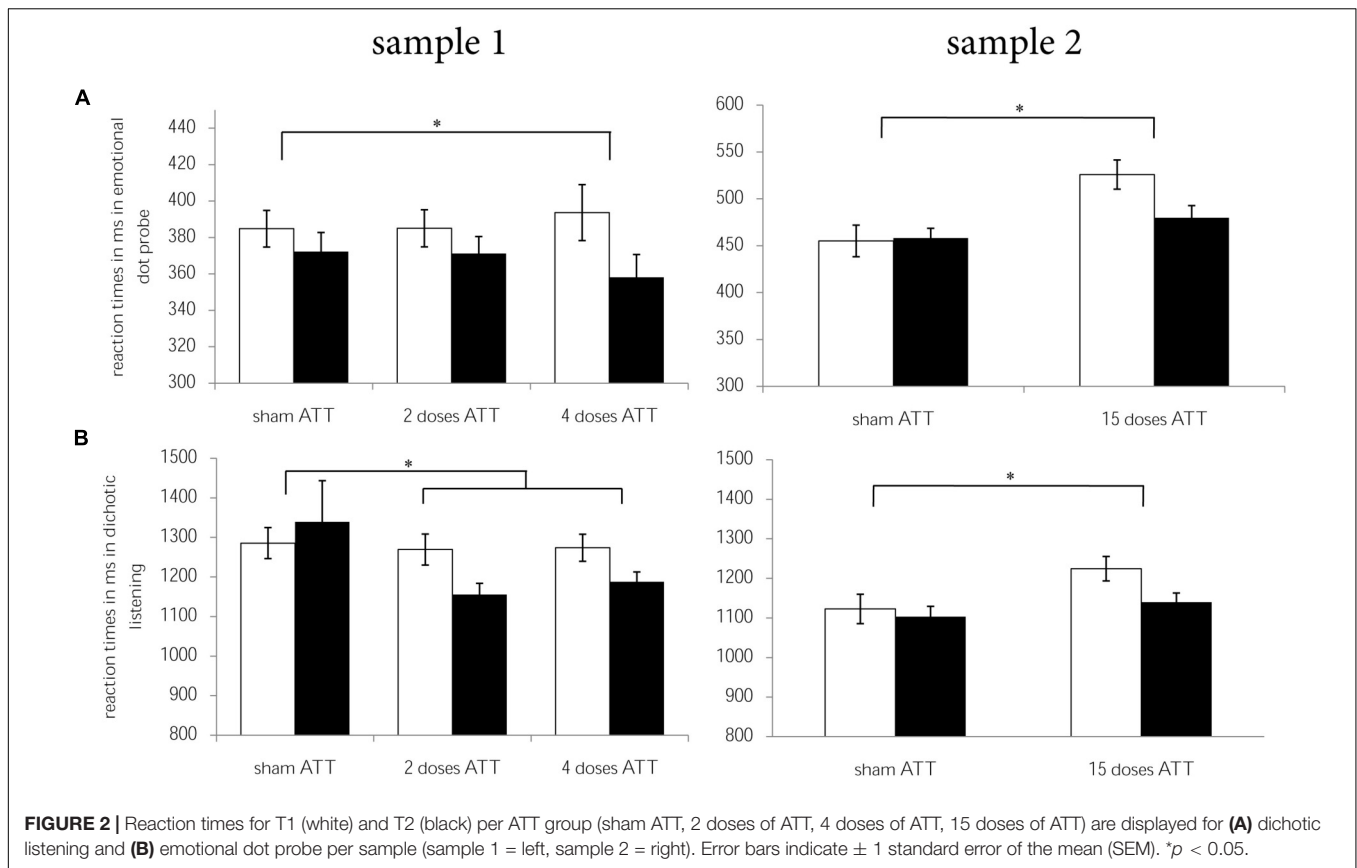 sample 1
sample 2
A
reaction times in ms in emotional
dot probe
440
420
400
380
360
340
320
300
*
sham ATT
2 doses ATT
4 doses ATT
600
550
500
450
400
350
300
*
sham ATT
15 doses ATT
B
reaction times in ms in dichotic
listening
1500
1400
1300
1200
1100
1000
900
800
*
sham ATT
2 doses ATT
4 doses ATT
1500
1400
1300
1200
1100
1000
900
800
*
sham ATT
15 doses ATT
FIGURE 2 | Reaction times for T1 (white) and T2 (black) per ATT group (sham ATT, 2 doses of ATT, 4 doses of ATT, 15 doses of ATT) are displayed for (A) dichotic
listening and (B) emotional dot probe per sample (sample 1 = left, sample 2 = right). Error bars indicate ± 1 standard error of the mean (SEM). *p < 0.05.